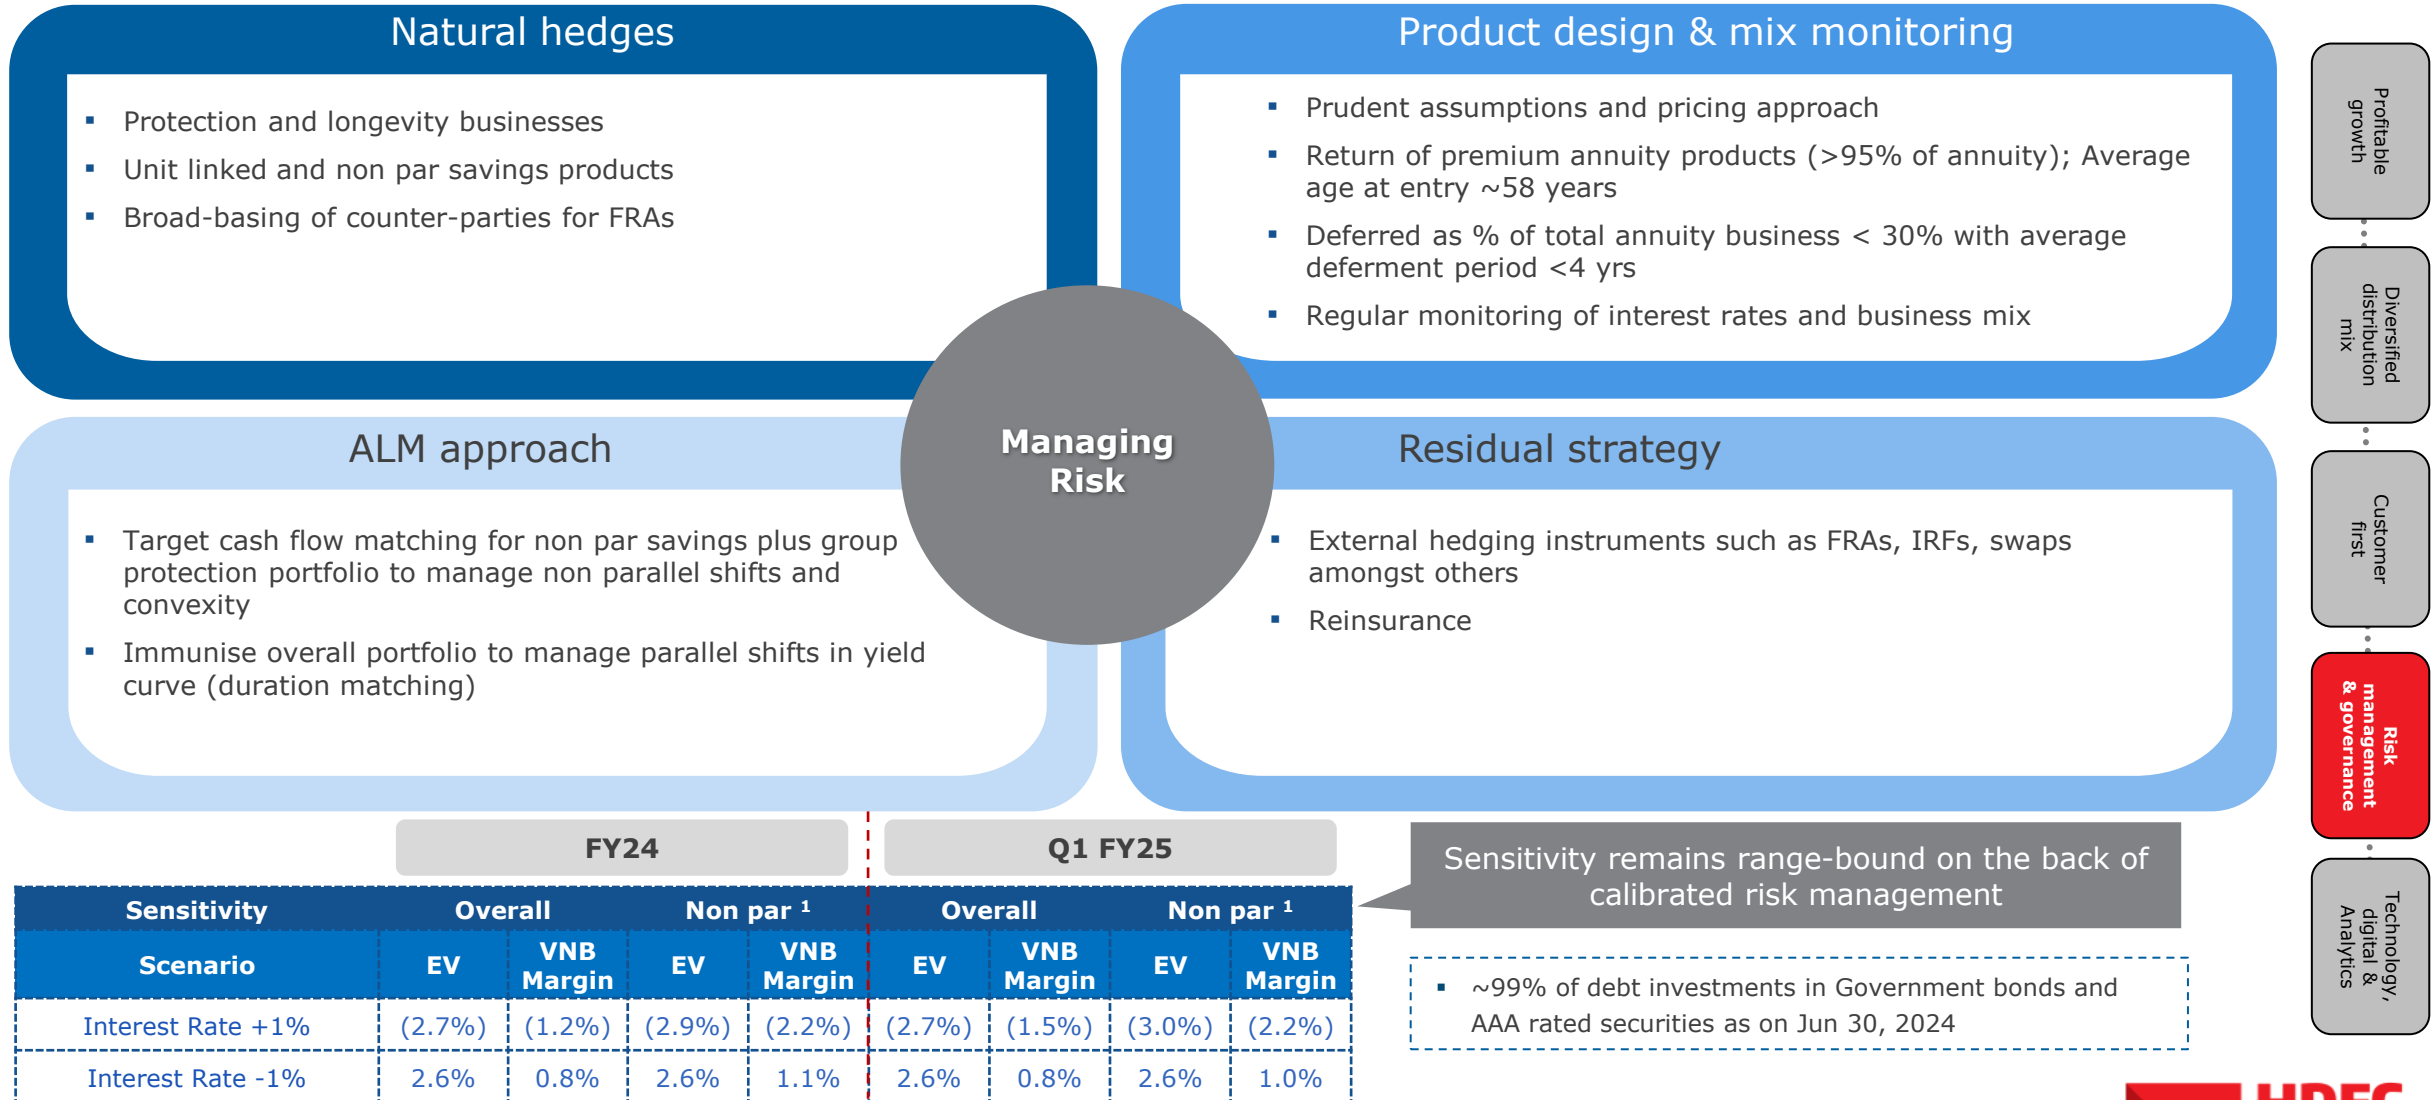 Natural hedges
▪ Protection and longevity businesses
▪ Unit linked and non par savings products
▪ Broad-basing of counter-parties for FRAs
Product design & mix monitoring
▪ Prudent assumptions and pricing approach
▪ Return of premium annuity products (>95% of annuity); Average
age at entry ~58 years
▪ Deferred as % of total annuity business < 30% with average
deferment period <4 yrs
▪ Regular monitoring of interest rates and business mix
Managing
Risk
ALM approach
▪ Target cash flow matching for non par savings plus group
protection portfolio to manage non parallel shifts and
convexity
▪ Immunise overall portfolio to manage parallel shifts in yield
curve (duration matching)
Residual strategy
▪ External hedging instruments such as FRAs, IRFs, swaps
amongst others
▪ Reinsurance
Profitable
growth
Diversified
distribution
mix
Customer
first
Risk
management
& governance
Technology,
digital &
Analytics
FY24 Q1 FY25
Sensitivity Overall Non par 1 Overall Non par 1
Scenario EV VNB Margin EV VNB Margin EV VNB Margin EV VNB Margin
Interest Rate +1% (2.7%) (1.2%) (2.9%) (2.2%) (2.7%) (1.5%) (3.0%) (2.2%)
Interest Rate -1% 2.6% 0.8% 2.6% 1.1% 2.6% 0.8% 2.6% 1.0%
Sensitivity remains range-bound on the back of
calibrated risk management
▪ ~99% of debt investments in Government bonds and
AAA rated securities as on Jun 30, 2024